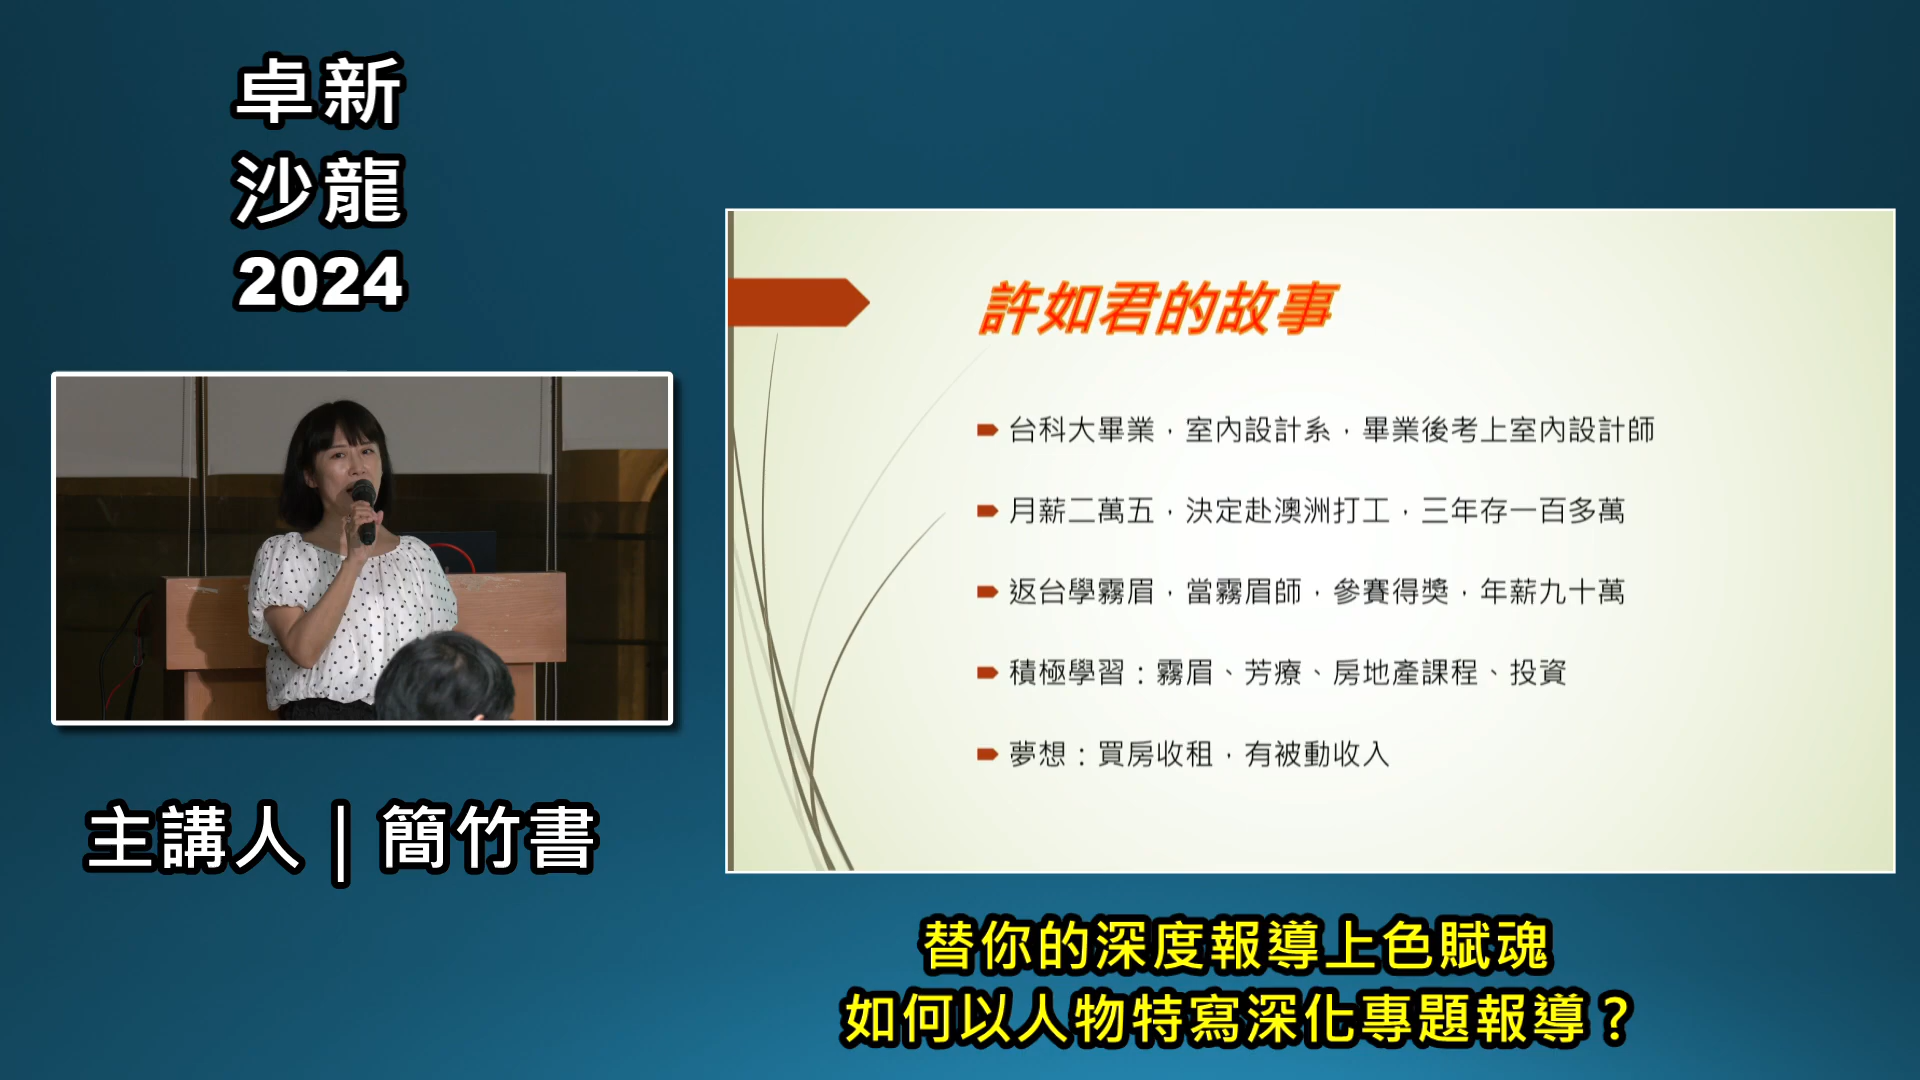 卓新
沙龍
2024
主講人｜簡竹書
許如君的故事
台科大畢業，室內設計系，畢業後考上室內設計師
月薪二萬五，決定赴澳洲打工，三年存一百多萬
返台學霧眉，當霧眉師，參賽得獎，年薪九十萬
積極學習：霧眉、芳療、房地產課程、投資
夢想：買房收租，有被動收入
替你的深度報導上色賦魂
如何以人物特寫深化專題報導？